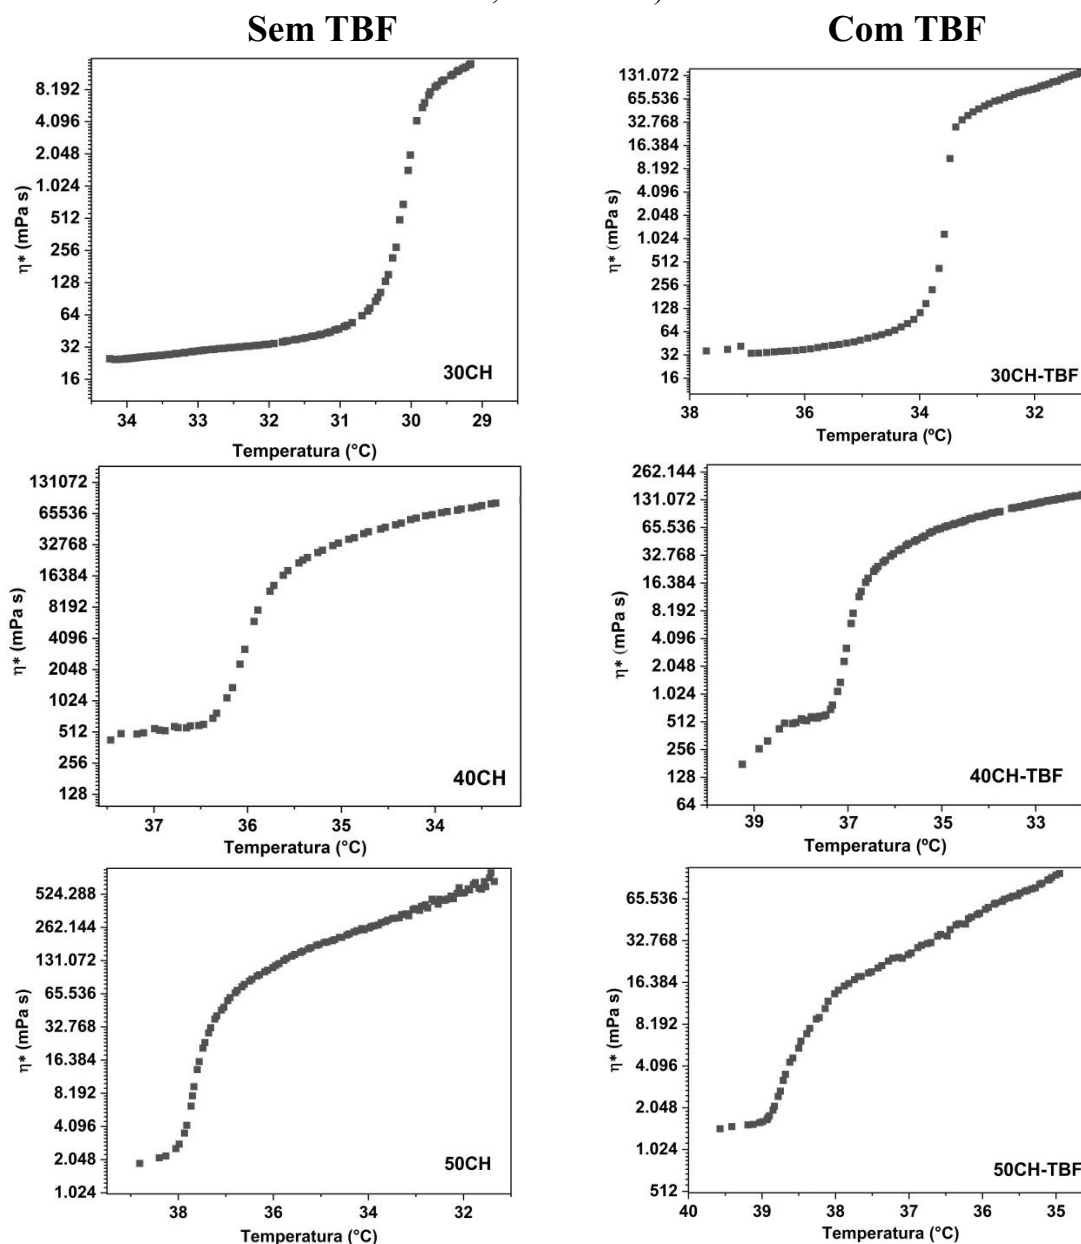 Sem TBF
Com TBF
η* (mPa s)
8.192
4.096
2.048
1.024
512
256
128
64
32
16
30CH
34 33 32 31 30 29
Temperatura (°C)
η* (mPa s)
131.072
65.536
32.768
16.384
8.192
4.096
2.048
1.024
512
256
128
64
32
16
30CH-TBF
38 36 34 32
Temperatura (ºC)
η* (mPa s)
131072
65536
32768
16384
8192
4096
2048
1024
512
256
128
40CH
37 36 35 34
Temperatura (°C)
η* (mPa s)
262.144
131.072
65.536
32.768
16.384
8.192
4.096
2.048
1.024
512
256
128
64
40CH-TBF
39 37 35 33
Temperatura (ºC)
η* (mPa s)
524.288
262.144
131.072
65.536
32.768
16.384
8.192
4.096
2.048
1.024
50CH
38 36 34 32
Temperatura (°C)
η* (mPa s)
65.536
32.768
16.384
8.192
4.096
2.048
1.024
512
50CH-TBF
40 39 38 37 36 35
Temperatura (°C)